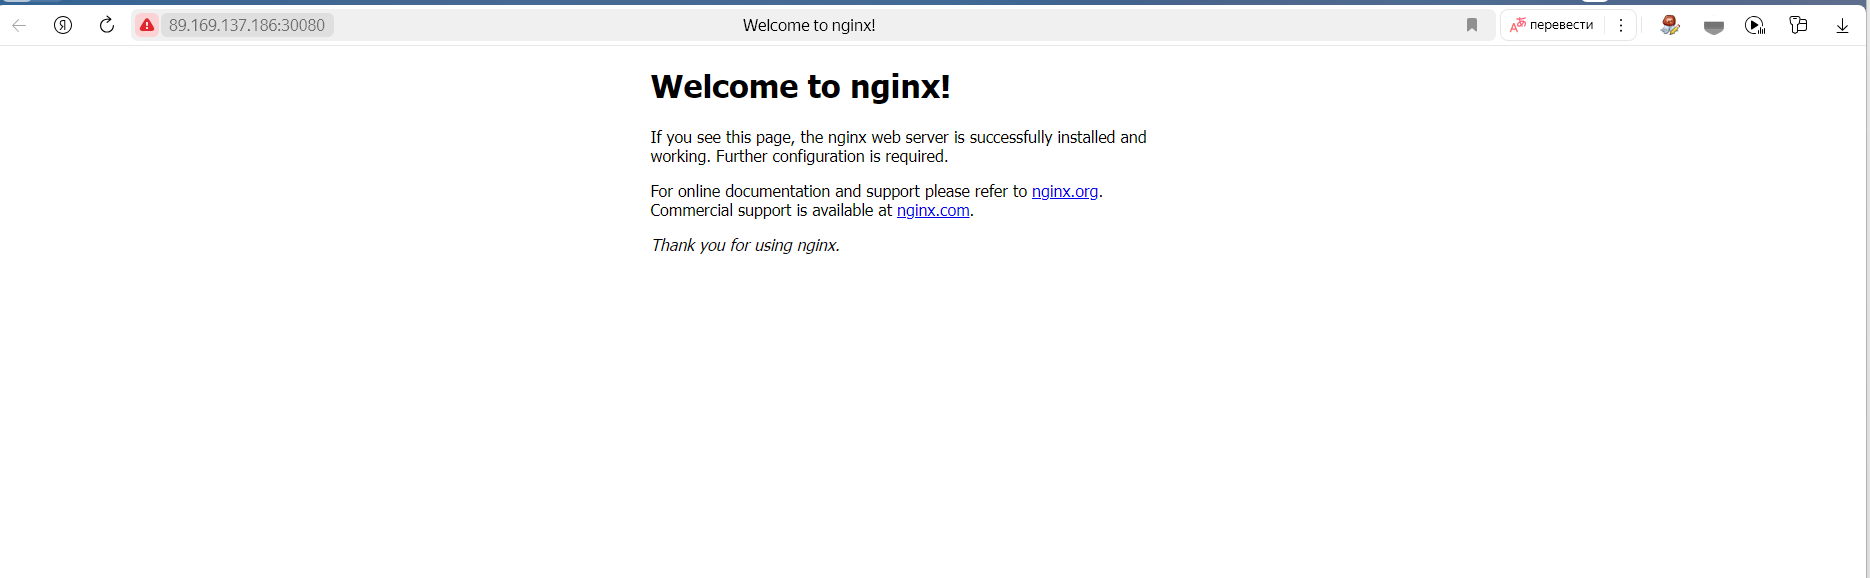 89.169.137.186:30080
Welcome to nginx!
перевести
Welcome to nginx!
If you see this page, the nginx web server is successfully installed and
working. Further configuration is required.
For online documentation and support please refer to nginx.org.
Commercial support is available at nginx.com.
Thank you for using nginx.